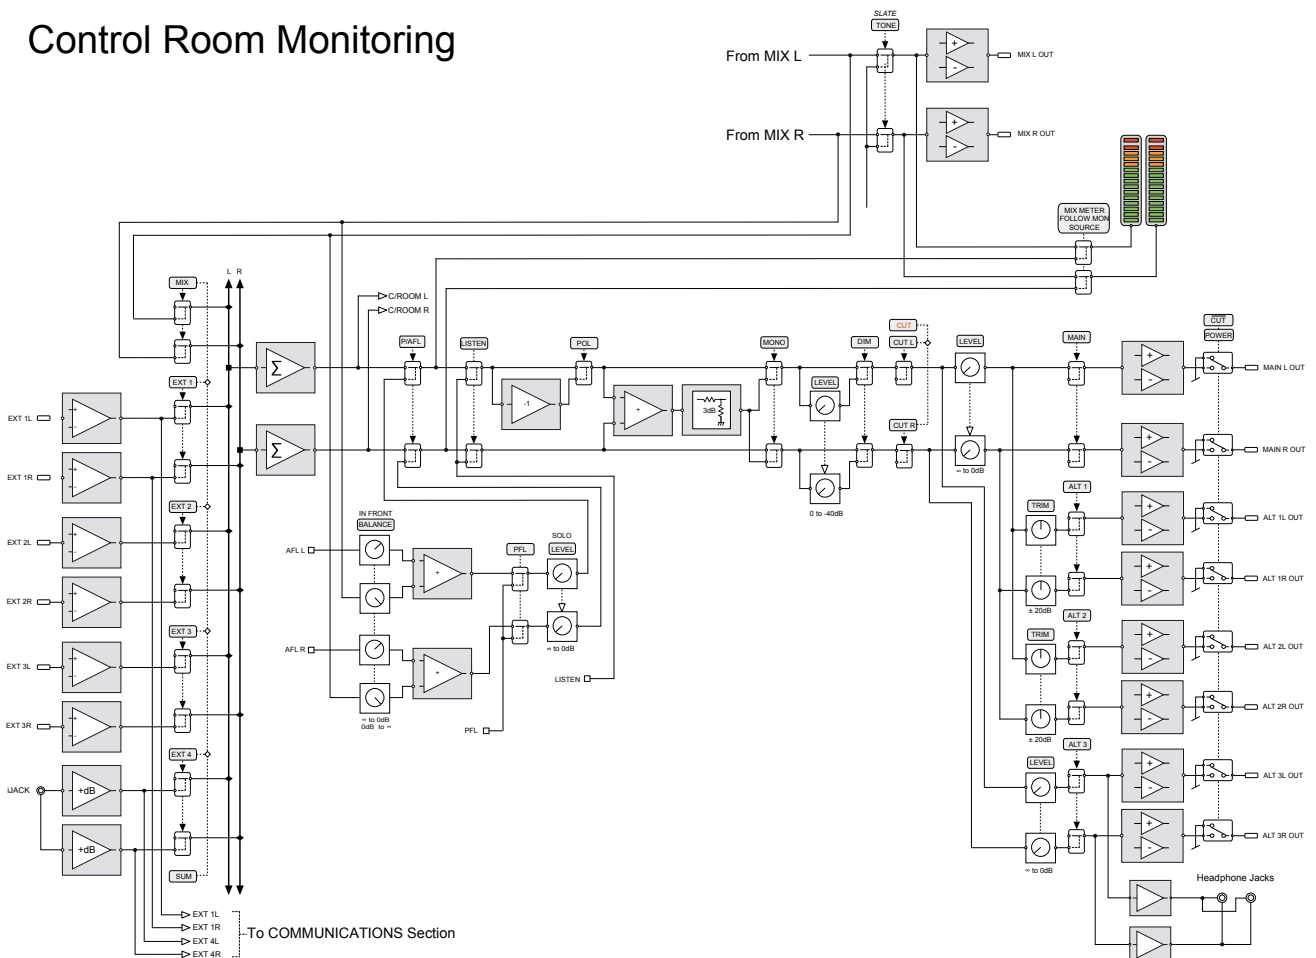 Control Room Monitoring
SLATE
TONE
From MIX L
MIX L OUT
From MIX R
MIX R OUT
MIX METER
FOLLOW MON
SOURCE
L R
MIX
C/ROOM L
C/ROOM R
CUT
CUT
POWER
P/AFL
LISTEN
POL
MONO
DIM
CUT L
LEVEL
MAIN
Σ
-1
+
3dB
LEVEL
+
-
MAIN L OUT
EXT 1
EXT 1L
CUT R
Σ
∞ to 0dB
MAIN R OUT
EXT 1R
0 to -40dB
ALT 1
TRIM
ALT 1L OUT
EXT 2
EXT 2L
IN FRONT
BALANCE
SOLO
LEVEL
PFL
AFL L
+
ALT 1R OUT
± 20dB
EXT 2R
ALT 2
TRIM
ALT 2L OUT
EXT 3
EXT 3L
AFL R
+
∞ to 0dB
LISTEN
ALT 2R OUT
± 20dB
EXT 3R
∞ to 0dB
0dB to ∞
PFL
ALT 3
LEVEL
ALT 3L OUT
EXT 4
iJACK
+dB
+dB
ALT 3R OUT
∞ to 0dB
SUM
Headphone Jacks
EXT 1L
EXT 1R
EXT 4L
EXT 4R
To COMMUNICATIONS Section